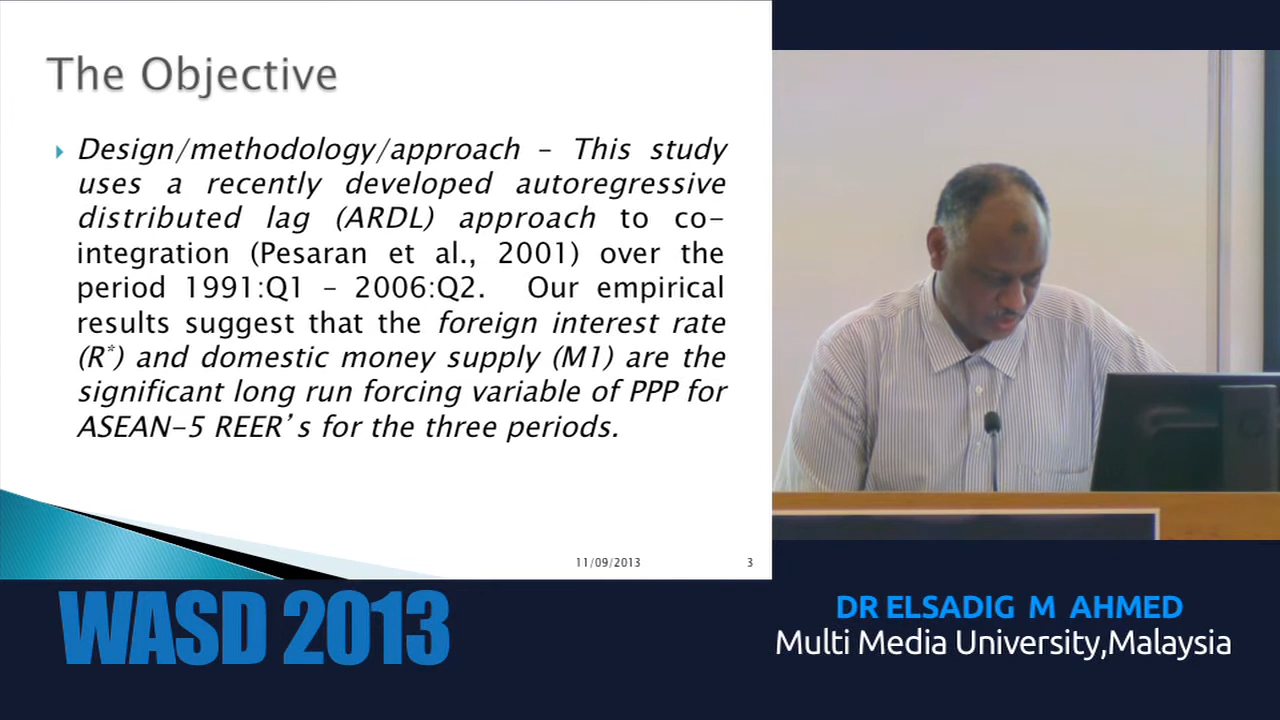 The Objective
Design/methodology/approach – This study
uses a recently developed autoregressive
distributed lag (ARDL) approach to co-
integration (Pesaran et al., 2001) over the
period 1991:Q1 – 2006:Q2. Our empirical
results suggest that the foreign interest rate
(R*) and domestic money supply (M1) are the
significant long run forcing variable of PPP for
ASEAN-5 REER's for the three periods.
11/09/2013 3
WASD 2013
DR ELSADIG M AHMED
Multi Media University,Malaysia